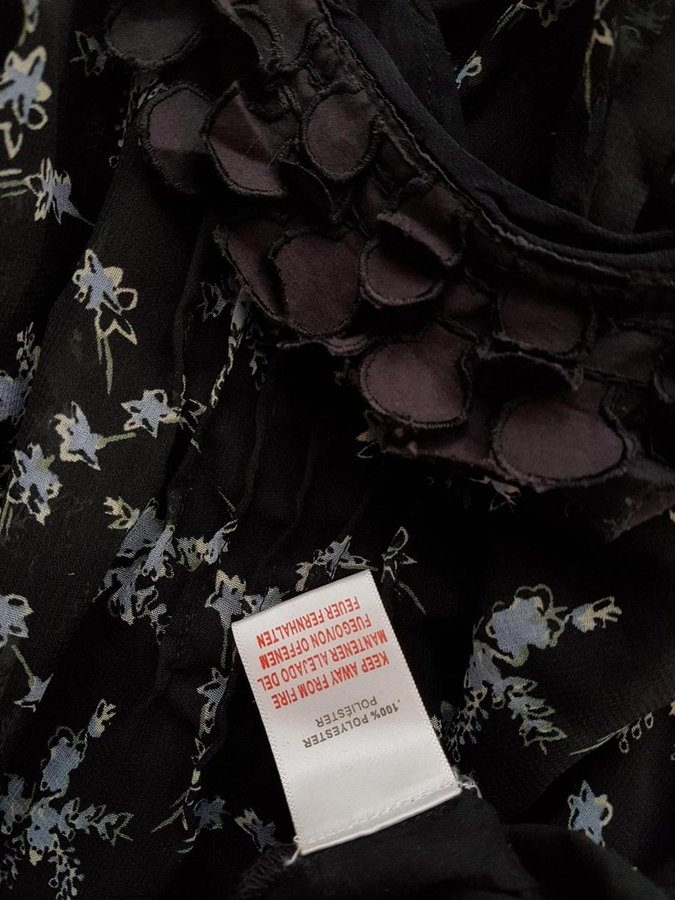 .100% POLYESTER
POLIESTER
KEEP AWAY FROM FIRE
MANTENER ALEJADO DEL
FUEGO/VON OFFENEM
FEUER FERNHALTEN